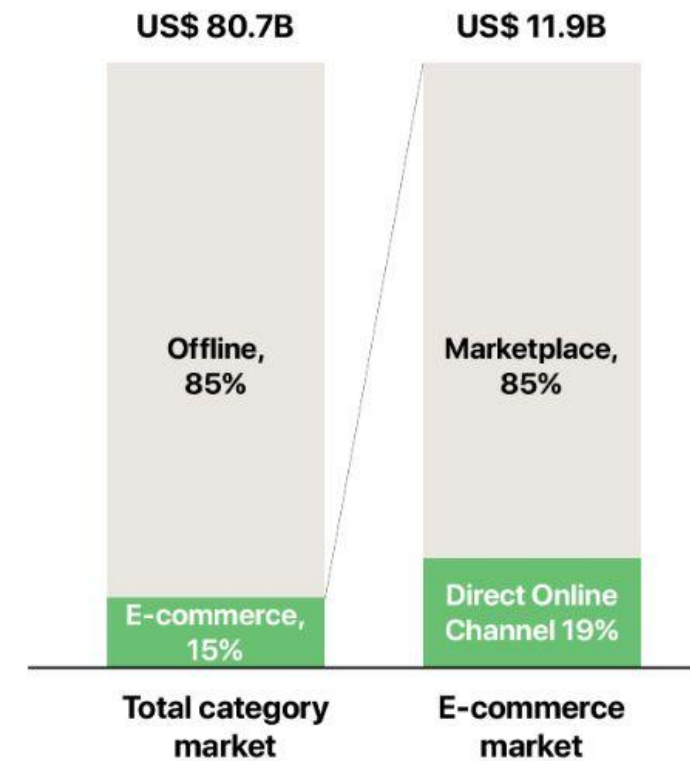 US$ 80.7B
US$ 11.9B
Offline,
85%
Marketplace,
85%
E-commerce,
15%
Direct Online
Channel 19%
Total category
market
E-commerce
market